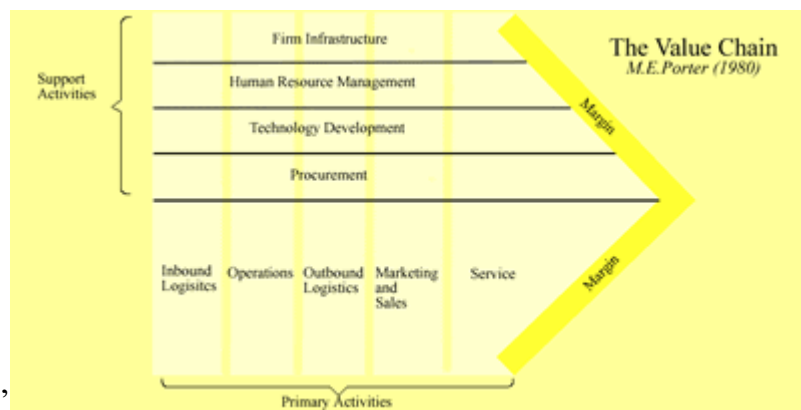 The Value Chain
M.E.Porter (1980)
Support
Activities
Firm Infrastructure
Human Resource Management
Technology Development
Procurement
Margin
Inbound
Logisitcs
Operations
Outbound
Logistics
Marketing
and
Sales
Service
Margin
Primary Activities
,